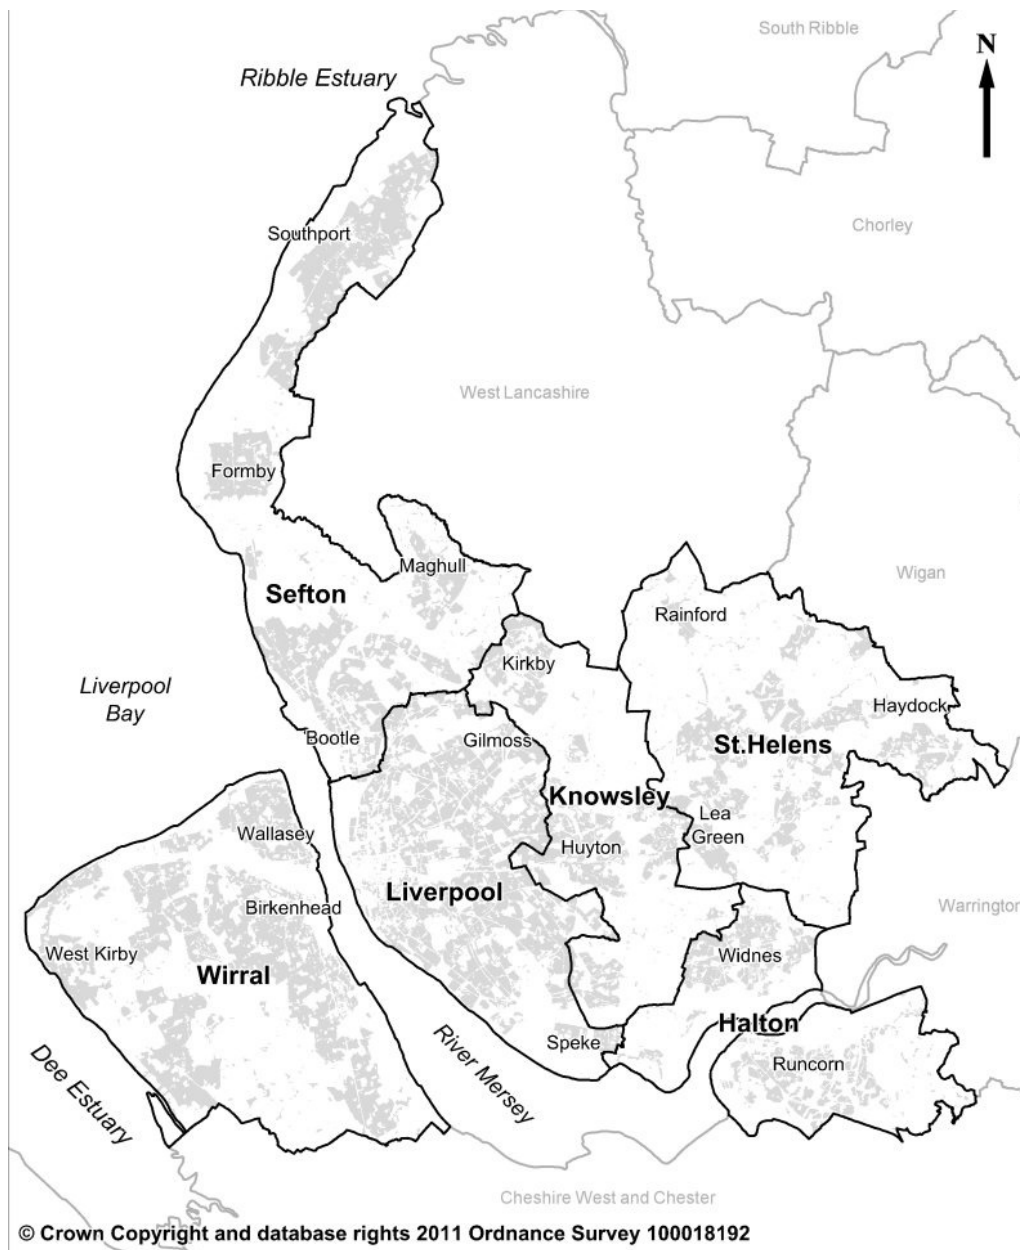 South Ribble
N
Ribble Estuary
Chorley
Southport
West Lancashire
Formby
Maghull
Wigan
Sefton
Rainford
Kirkby
Liverpool
Bay
Haydock
Bootle
Gilmoss
St.Helens
Knowsley
Lea
Green
Wallasey
Huyton
Liverpool
Birkenhead
Warrington
West Kirby
Widnes
Wirral
Halton
Speke
River Mersey
Runcorn
Dee Estuary
Cheshire West and Chester
© Crown Copyright and database rights 2011 Ordnance Survey 100018192